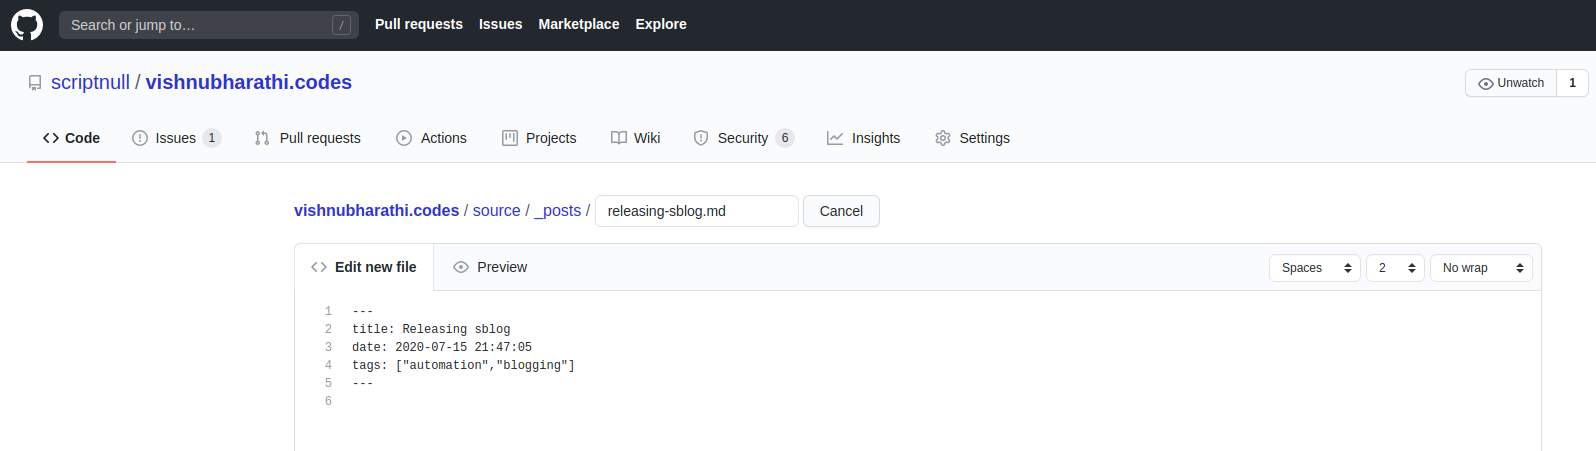 Search or jump to… / Pull requests Issues Marketplace Explore
scriptnull / vishnubharathi.codes Unwatch 1
Code Issues 1 Pull requests Actions Projects Wiki Security 6 Insights Settings
vishnubharathi.codes / source / _posts / releasing-sblog.md Cancel
Edit new file Preview Spaces 2 No wrap
1 ---
2 title: Releasing sblog
3 date: 2020-07-15 21:47:05
4 tags: ["automation","blogging"]
5 ---
6